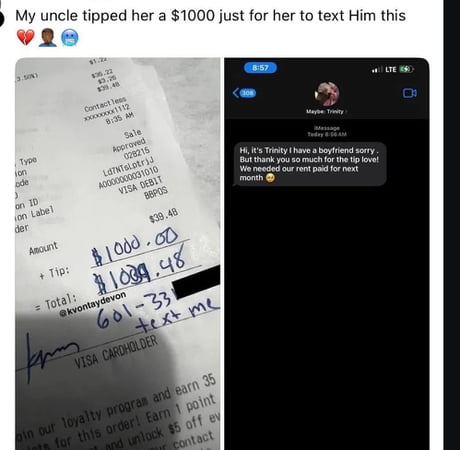 My uncle tipped her a $1000 just for her to text Him this
💔🤦🏾‍♂️🥶
3.50%)
$1.22
$36.22
$3.26
$39.48
Contactless
xxxxxxxx1112
8:35 AM
Type
Sale
ion
Approved
ode
028215
LdTNTsLptrjJ
on ID
A0000000031010
ion Label
VISA DEBIT
der
BBPOS
Amount
$39.48
+ Tip:
$1000.00
= Total:
$1039.48
@kvontaydevon
601-33
text me
VISA CARDHOLDER
oin our loyalty program and earn 35
for this order! Earn 1 point
and unlock $5 off
contact
8:57
LTE
308
Maybe: Trinity
iMessage
Today 8:56 AM
Hi, it's Trinity I have a boyfriend sorry .
But thank you so much for the tip love!
We needed our rent paid for next
month 🥹